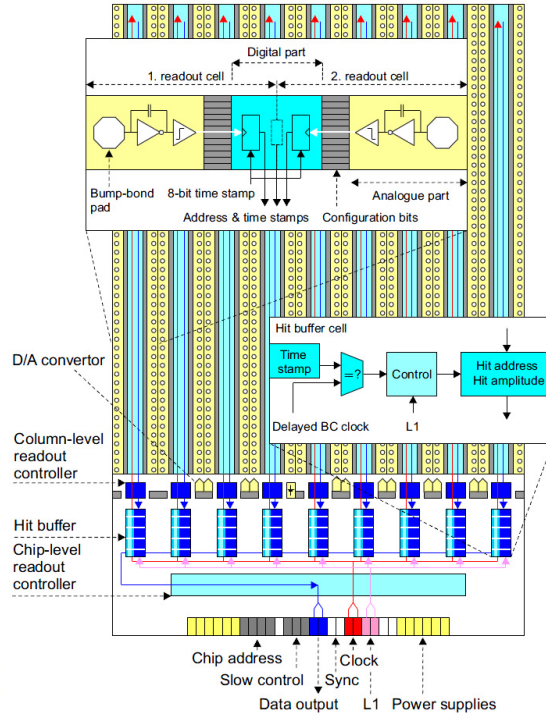 Digital part
1. readout cell
2. readout cell
Bump-bond
pad
8-bit time stamp
Analogue part
Address & time stamps
Configuration bits
Hit buffer cell
Time
stamp
=?
Control
Hit address
Hit amplitude
Delayed BC clock
L1
D/A convertor
Column-level
readout
controller
Hit buffer
Chip-level
readout
controller
Chip address
Slow control
Data output
Sync
Clock
L1
Power supplies